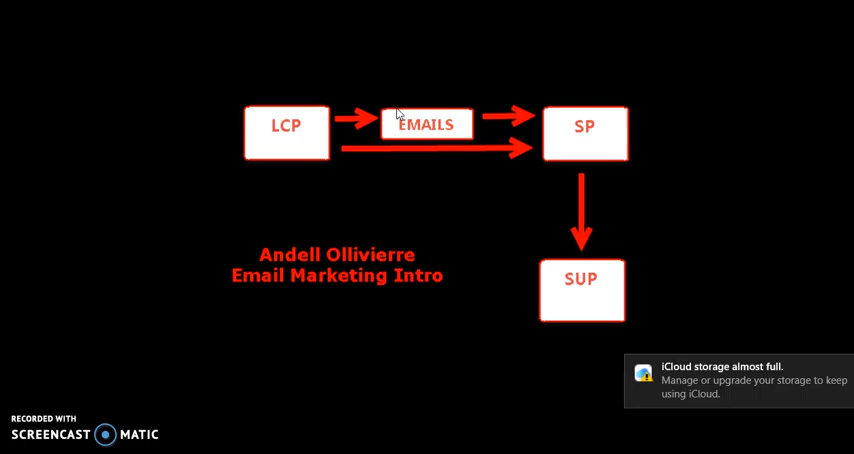 LCP
EMAILS
SP
Andell Ollivierre
Email Marketing Intro
SUP
iCloud storage almost full.
Manage or upgrade your storage to keep
using iCloud.
RECORDED WITH
SCREENCAST MATIC